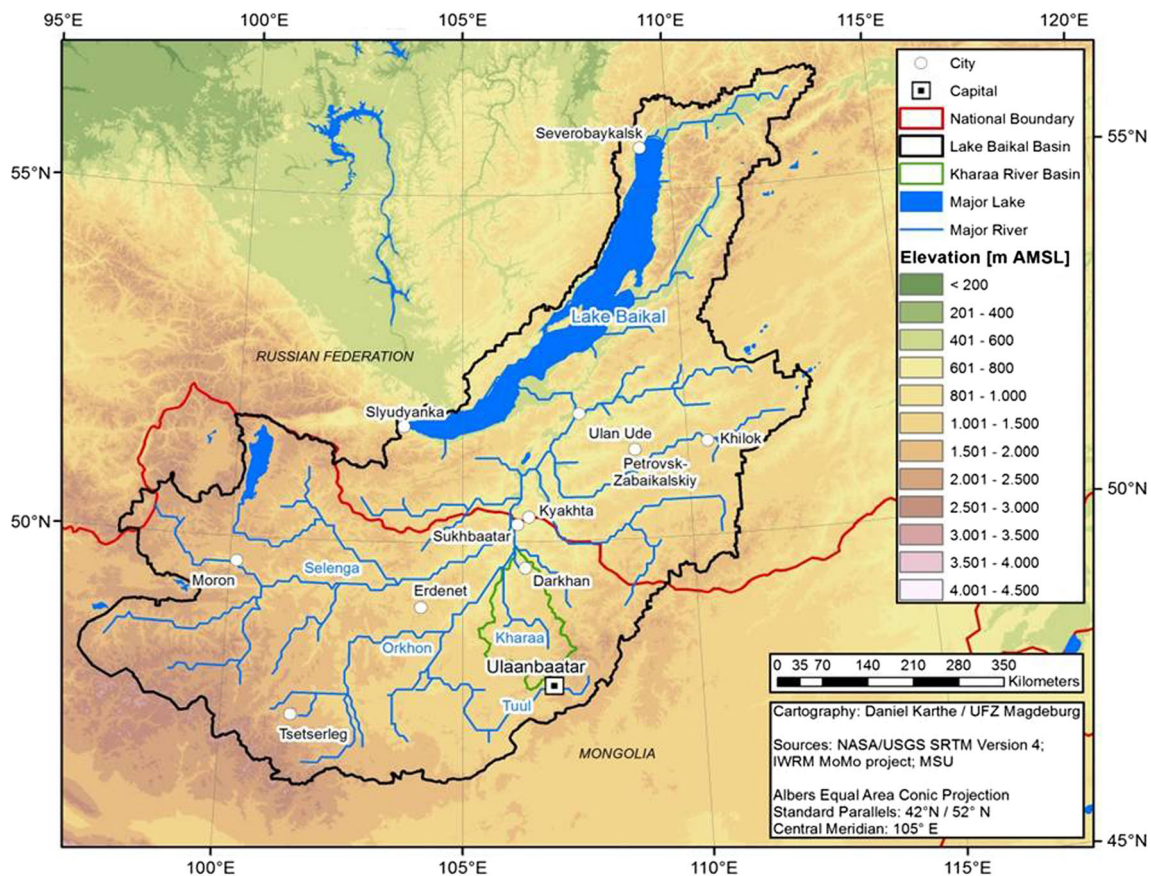 95°E
100°E
105°E
110°E
115°E
120°E
City
Capital
National Boundary
Lake Baikal Basin
Kharaa River Basin
Major Lake
Major River
Elevation [m AMSL]
< 200
201 - 400
401 - 600
601 - 800
801 - 1.000
1.001 - 1.500
1.501 - 2.000
2.001 - 2.500
2.501 - 3.000
3.001 - 3.500
3.501 - 4.000
4.001 - 4.500
55°N
50°N
45°N
55°N
50°N
Severobaykalsk
Lake Baikal
RUSSIAN FEDERATION
Slyudyanka
Ulan Ude
Khilok
Petrovsk-
Zabaikalskiy
Kyakhta
Sukhbaatar
Selenga
Moron
Darkhan
Erdenet
Kharaa
Orkhon
Ulaanbaatar
Tuul
Tsetserleg
MONGOLIA
0 35 70 140 210 280 350
Kilometers
Cartography: Daniel Karthe / UFZ Magdeburg
Sources: NASA/USGS SRTM Version 4;
IWRM MoMo project; MSU
Albers Equal Area Conic Projection
Standard Parallels: 42°N / 52° N
Central Meridian: 105° E
100°E
105°E
110°E
115°E